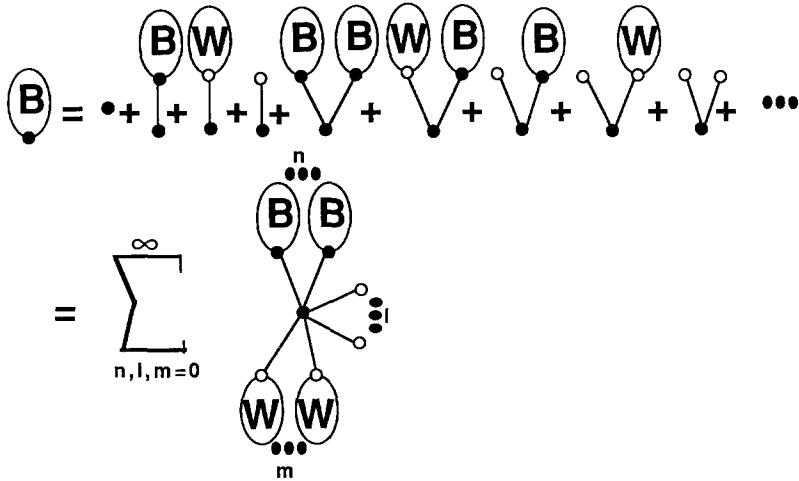 B W B B W B B W
B = + + + + + + + + •••
n
•••
B B
∞
= Σ l
n, l, m = 0
W W
•••
m